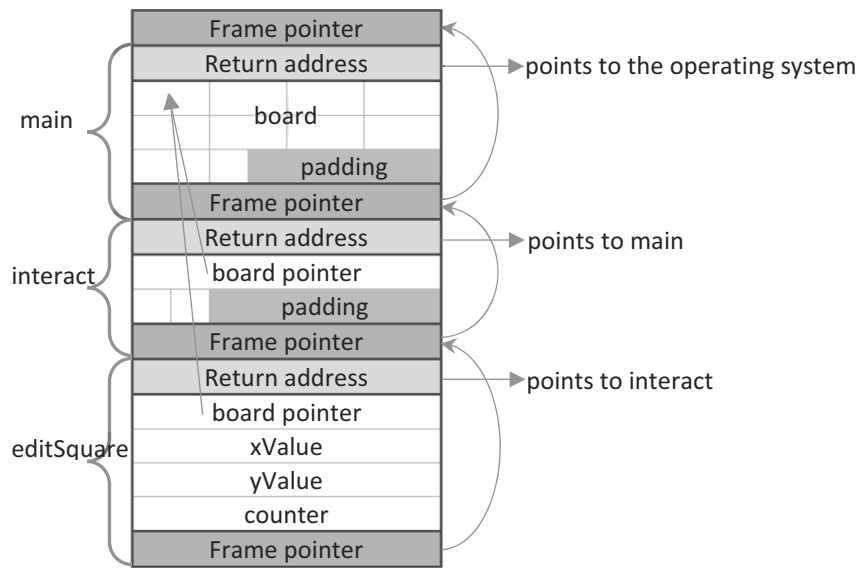 Frame pointer
Return address
points to the operating system
main
board
padding
Frame pointer
Return address
points to main
interact
board pointer
padding
Frame pointer
Return address
points to interact
board pointer
editSquare
xValue
yValue
counter
Frame pointer